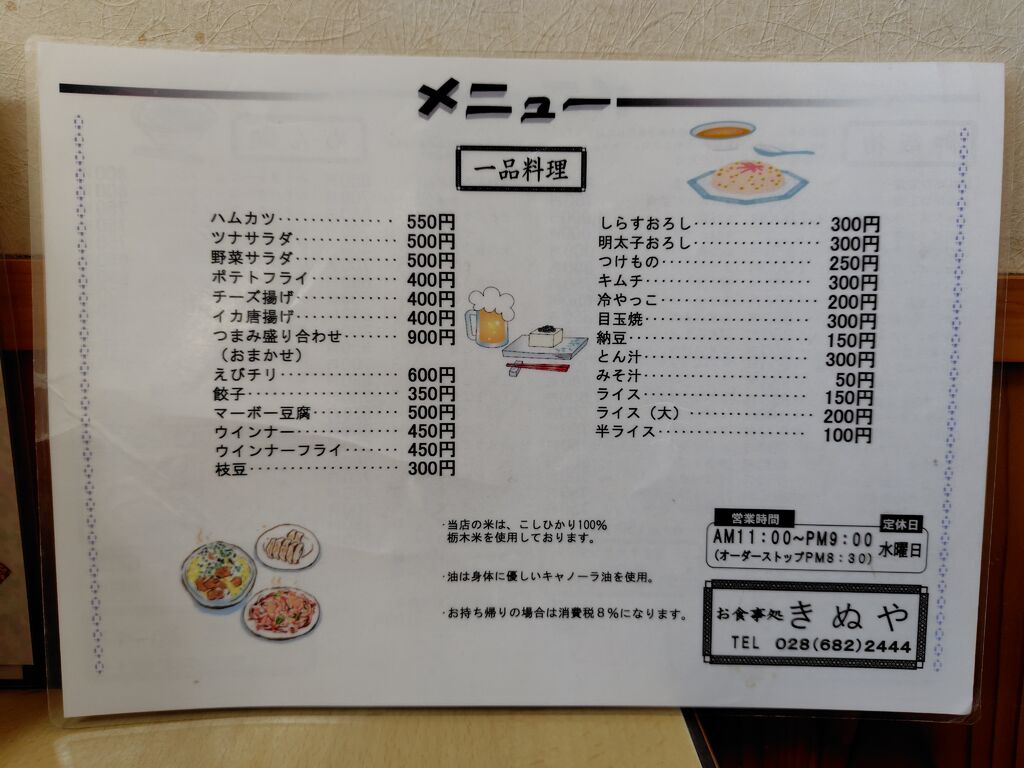 メニュー
一品料理
ハムカツ・・・・・・・・・・・・・・550円
ツナサラダ・・・・・・・・・・・・・500円
野菜サラダ・・・・・・・・・・・・・500円
ポテトフライ・・・・・・・・・・・・400円
チーズ揚げ・・・・・・・・・・・・・400円
イカ唐揚げ・・・・・・・・・・・・・400円
つまみ盛り合わせ・・・・・・・900円
（おまかせ）
えびチリ・・・・・・・・・・・・・・・600円
餃子・・・・・・・・・・・・・・・・・・350円
マーボー豆腐・・・・・・・・・・・500円
ウインナー・・・・・・・・・・・・・450円
ウインナーフライ・・・・・・・450円
枝豆・・・・・・・・・・・・・・・・・・300円
しらすおろし・・・・・・・・・・・・・300円
明太子おろし・・・・・・・・・・・・・300円
つけもの・・・・・・・・・・・・・・・・250円
キムチ・・・・・・・・・・・・・・・・・・300円
冷やっこ・・・・・・・・・・・・・・・・200円
目玉焼・・・・・・・・・・・・・・・・・・300円
納豆・・・・・・・・・・・・・・・・・・・・150円
とん汁・・・・・・・・・・・・・・・・・・300円
みそ汁・・・・・・・・・・・・・・・・・・50円
ライス・・・・・・・・・・・・・・・・・・150円
ライス（大）・・・・・・・・・・・・・200円
半ライス・・・・・・・・・・・・・・・・100円
・当店の米は、こしひかり100%
栃木米を使用しております。
・油は身体に優しいキャノーラ油を使用。
・お持ち帰りの場合は消費税8％になります。
営業時間
AM11：00～PM9：00
（オーダーストップPM8：30）
定休日
水曜日
お食事処 きぬや
TEL 028(682)2444